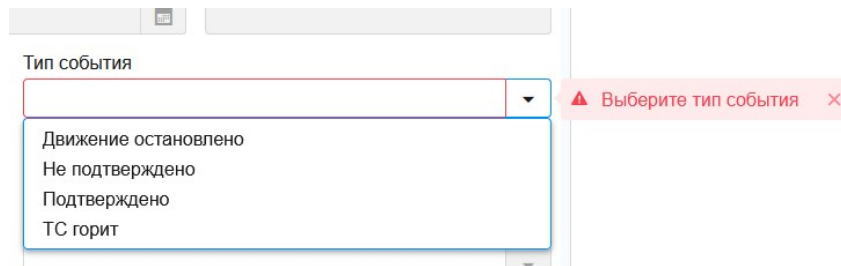 Тип события
Выберите тип события
Движение остановлено
Не подтверждено
Подтверждено
ТС горит